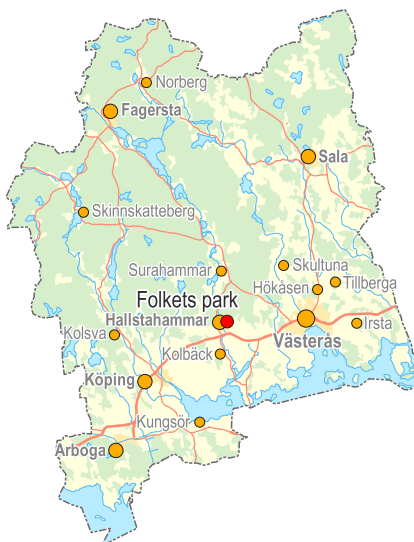 Norberg
Fagersta
Sala
Skinnskatteberg
Surahammar
Skultuna
Tillberga
Hökåsen
Folkets park
Hallstahammar
Irsta
Kolsva
Västerås
Kolbäck
Köping
Kungsör
Arboga